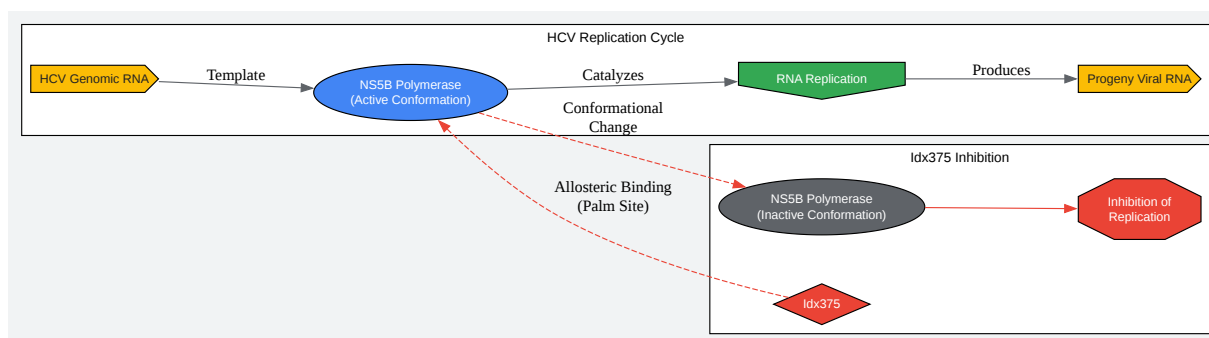 HCV Replication Cycle
HCV Genomic RNA
Template
NS5B Polymerase
(Active Conformation)
Catalyzes
RNA Replication
Produces
Progeny Viral RNA
Conformational
Change
Idx375 Inhibition
Allosteric Binding
(Palm Site)
NS5B Polymerase
(Inactive Conformation)
Inhibition of
Replication
Idx375